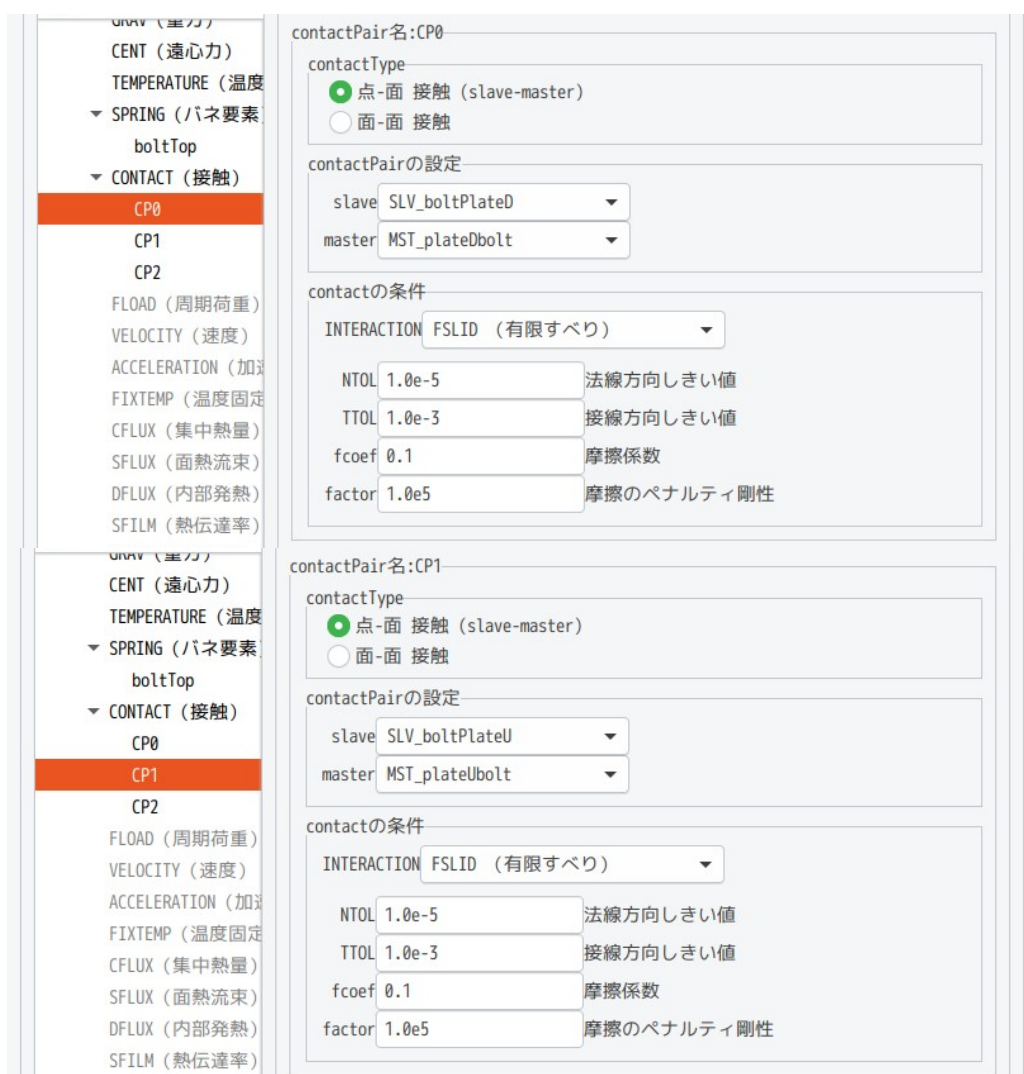 contactPair名:CP0
CENT (遠心力)
TEMPERATURE (温度
SPRING (バネ要素
boltTop
CONTACT (接触)
CP0
CP1
CP2
FLOAD (周期荷重)
VELOCITY (速度)
ACCELERATION (加速
FIXTEMP (温度固定
CFLUX (集中熱量)
SFLUX (面熱流束)
DFLUX (内部発熱)
SFILM (熱伝達率)
contactType
点-面 接触 (slave-master)
面-面 接触
contactPairの設定
slave SLV_boltPlateD
master MST_plateDbolt
contactの条件
INTERACTION FSLID (有限すべり)
NTOL 1.0e-5 法線方向しきい値
TTOL 1.0e-3 接線方向しきい値
fcoef 0.1 摩擦係数
factor 1.0e5 摩擦のペナルティ剛性
contactPair名:CP1
CENT (遠心力)
TEMPERATURE (温度
SPRING (バネ要素
boltTop
CONTACT (接触)
CP0
CP1
CP2
FLOAD (周期荷重)
VELOCITY (速度)
ACCELERATION (加速
FIXTEMP (温度固定
CFLUX (集中熱量)
SFLUX (面熱流束)
DFLUX (内部発熱)
SFILM (熱伝達率)
contactType
点-面 接触 (slave-master)
面-面 接触
contactPairの設定
slave SLV_boltPlateU
master MST_plateUbolt
contactの条件
INTERACTION FSLID (有限すべり)
NTOL 1.0e-5 法線方向しきい値
TTOL 1.0e-3 接線方向しきい値
fcoef 0.1 摩擦係数
factor 1.0e5 摩擦のペナルティ剛性